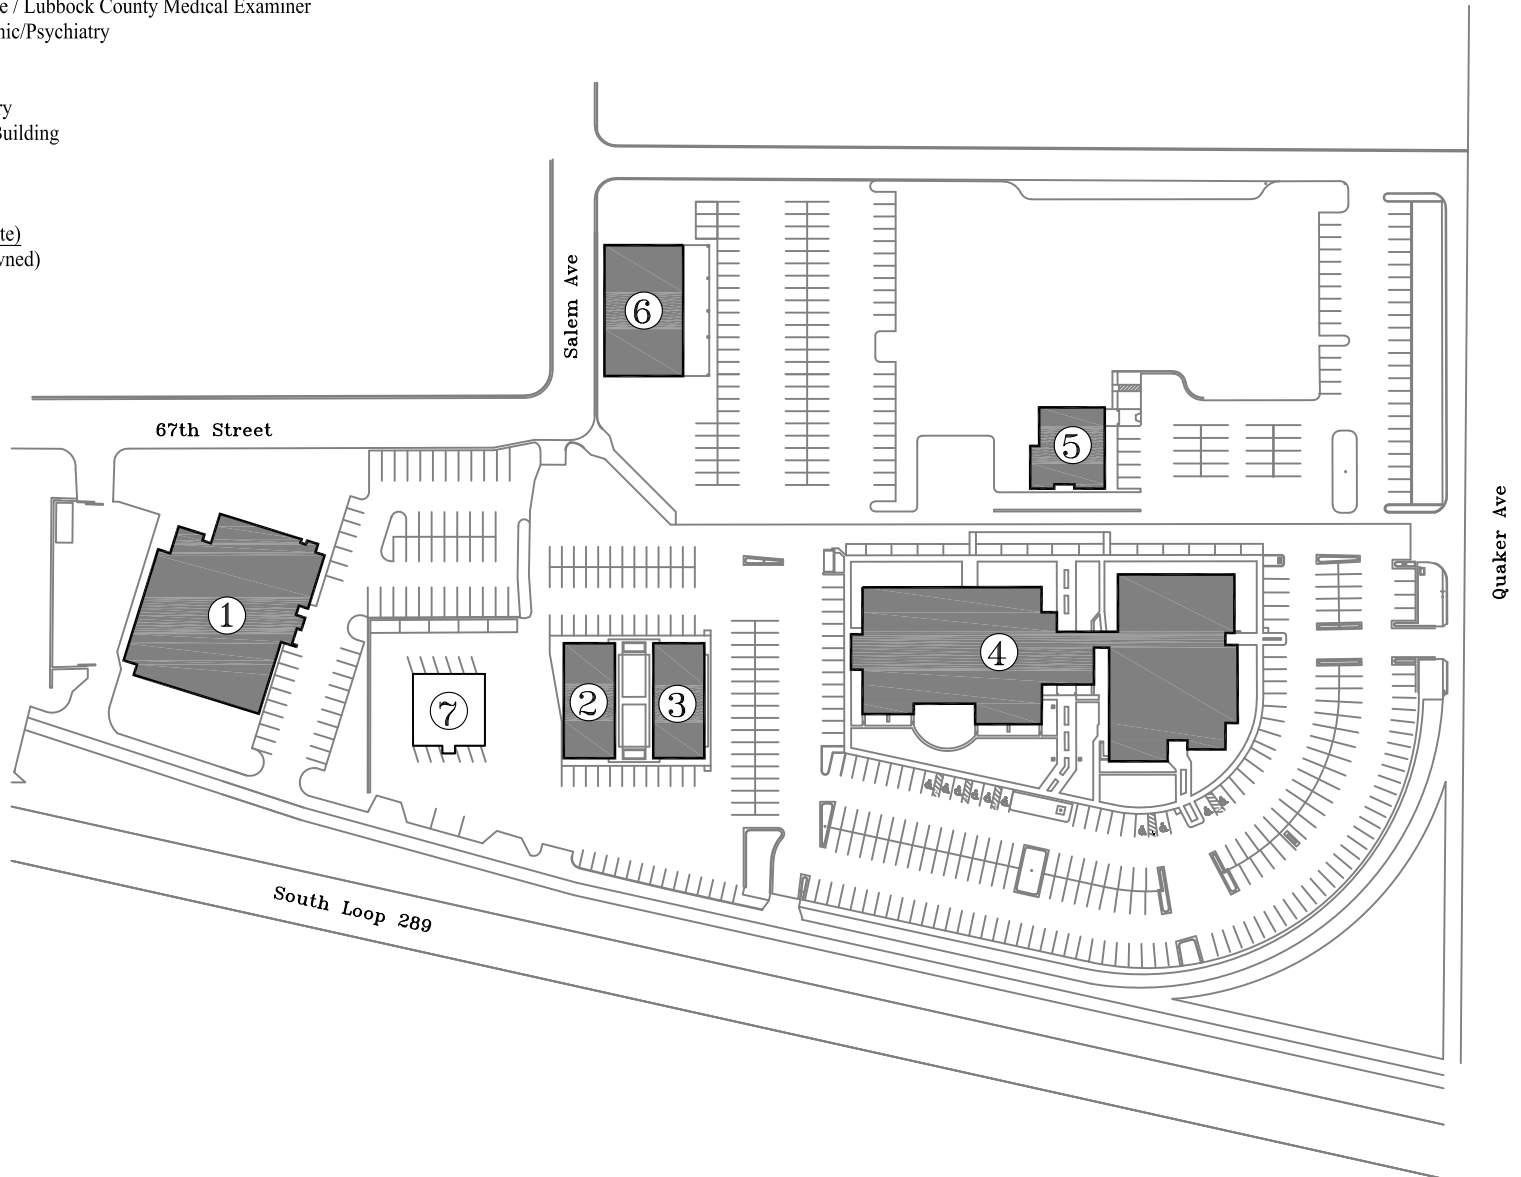 e / Lubbock County Medical Examiner
nic/Psychiatry
ry
Building
te)
wned)
Salem Ave
6
67th Street
5
Quaker Ave
1
4
2
3
7
South Loop 289